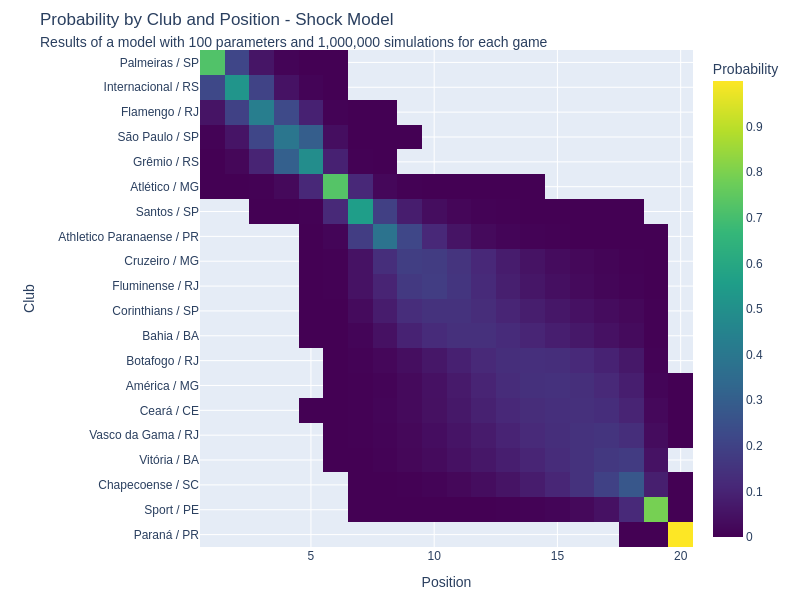 Probability by Club and Position - Shock Model
Results of a model with 100 parameters and 1,000,000 simulations for each game
Probability
Palmeiras / SP
Internacional / RS
Flamengo / RJ
São Paulo / SP
Grêmio / RS
Atlético / MG
Santos / SP
Athletico Paranaense / PR
Cruzeiro / MG
Fluminense / RJ
Corinthians / SP
Bahia / BA
Botafogo / RJ
América / MG
Ceará / CE
Vasco da Gama / RJ
Vitória / BA
Chapecoense / SC
Sport / PE
Paraná / PR
Club
5
10
15
20
Position
0.9
0.8
0.7
0.6
0.5
0.4
0.3
0.2
0.1
0